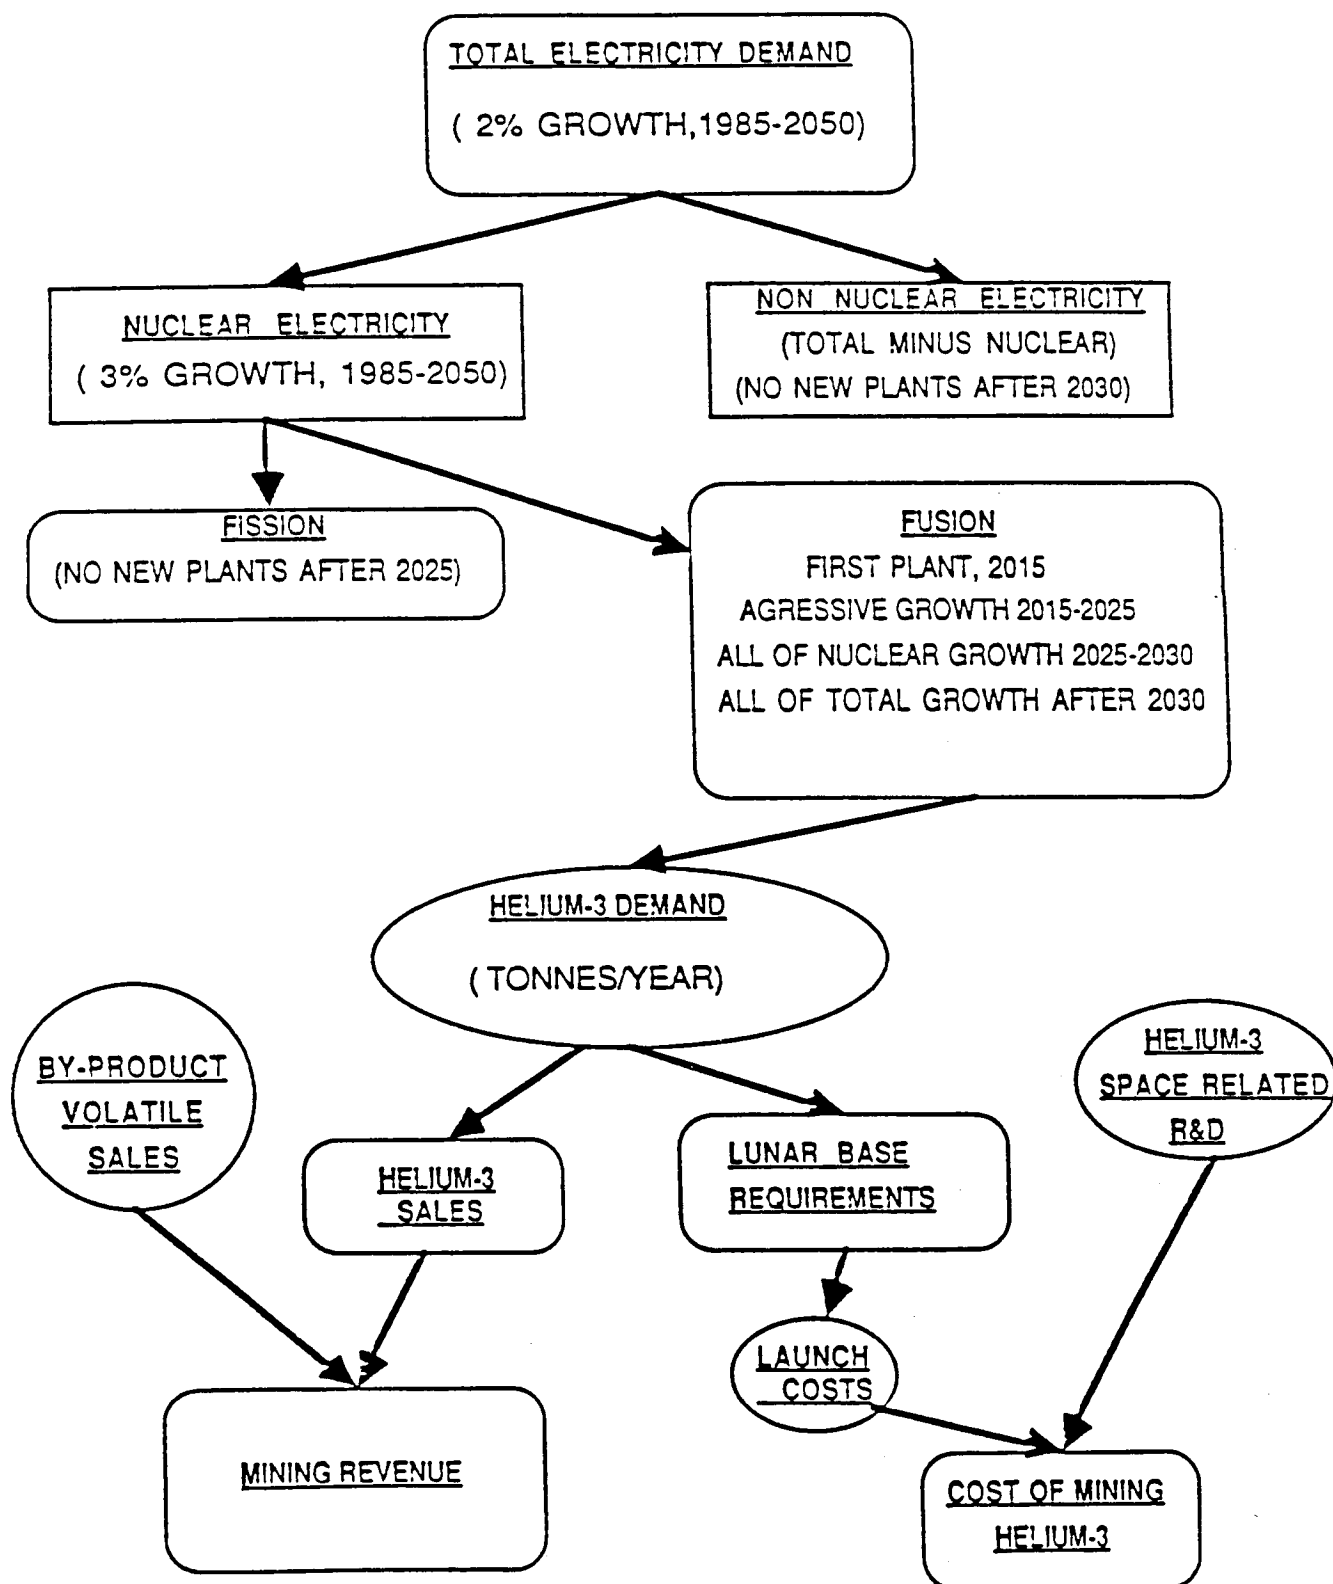 TOTAL ELECTRICITY DEMAND
( 2% GROWTH,1985-2050)
NUCLEAR ELECTRICITY
( 3% GROWTH, 1985-2050)
NON NUCLEAR ELECTRICITY
(TOTAL MINUS NUCLEAR)
(NO NEW PLANTS AFTER 2030)
FISSION
(NO NEW PLANTS AFTER 2025)
FUSION
FIRST PLANT, 2015
AGRESSIVE GROWTH 2015-2025
ALL OF NUCLEAR GROWTH 2025-2030
ALL OF TOTAL GROWTH AFTER 2030
HELIUM-3 DEMAND
( TONNES/YEAR)
BY-PRODUCT
VOLATILE
SALES
HELIUM-3
SALES
LUNAR BASE
REQUIREMENTS
HELIUM-3
SPACE RELATED
R&D
LAUNCH
COSTS
MINING REVENUE
COST OF MINING
HELIUM-3